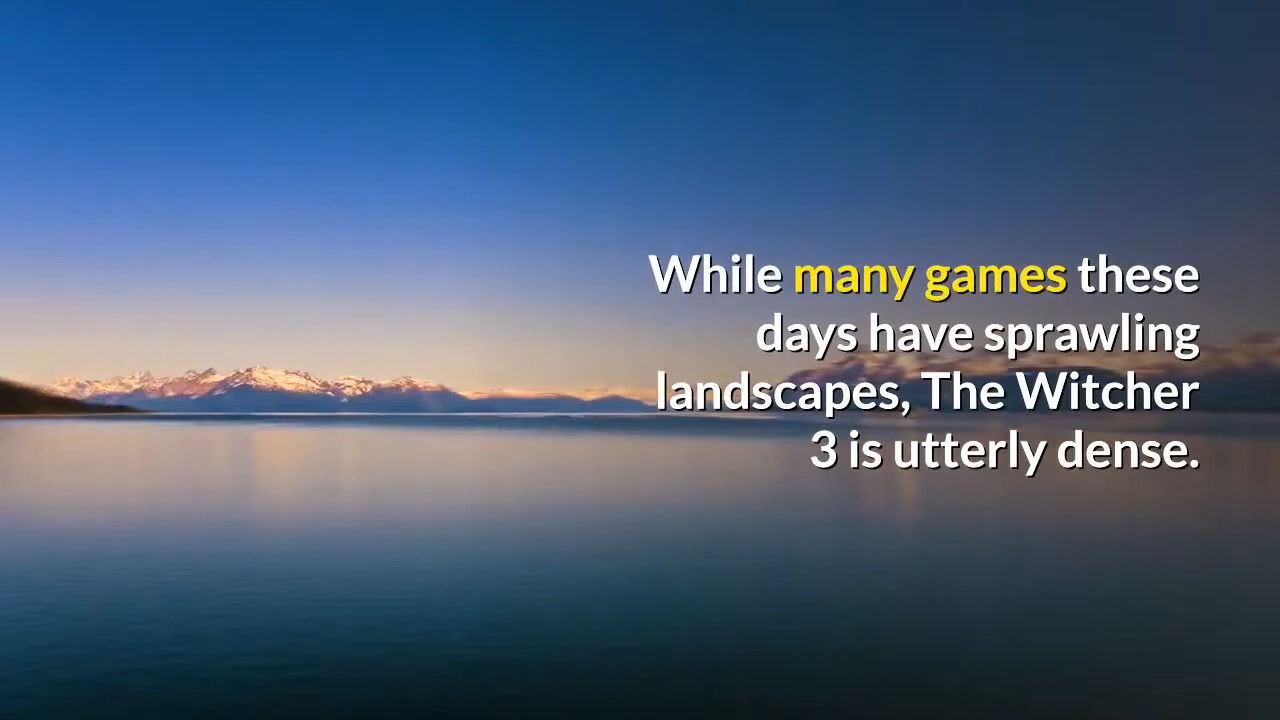 While many games these
days have sprawling
landscapes, The Witcher
3 is utterly dense.